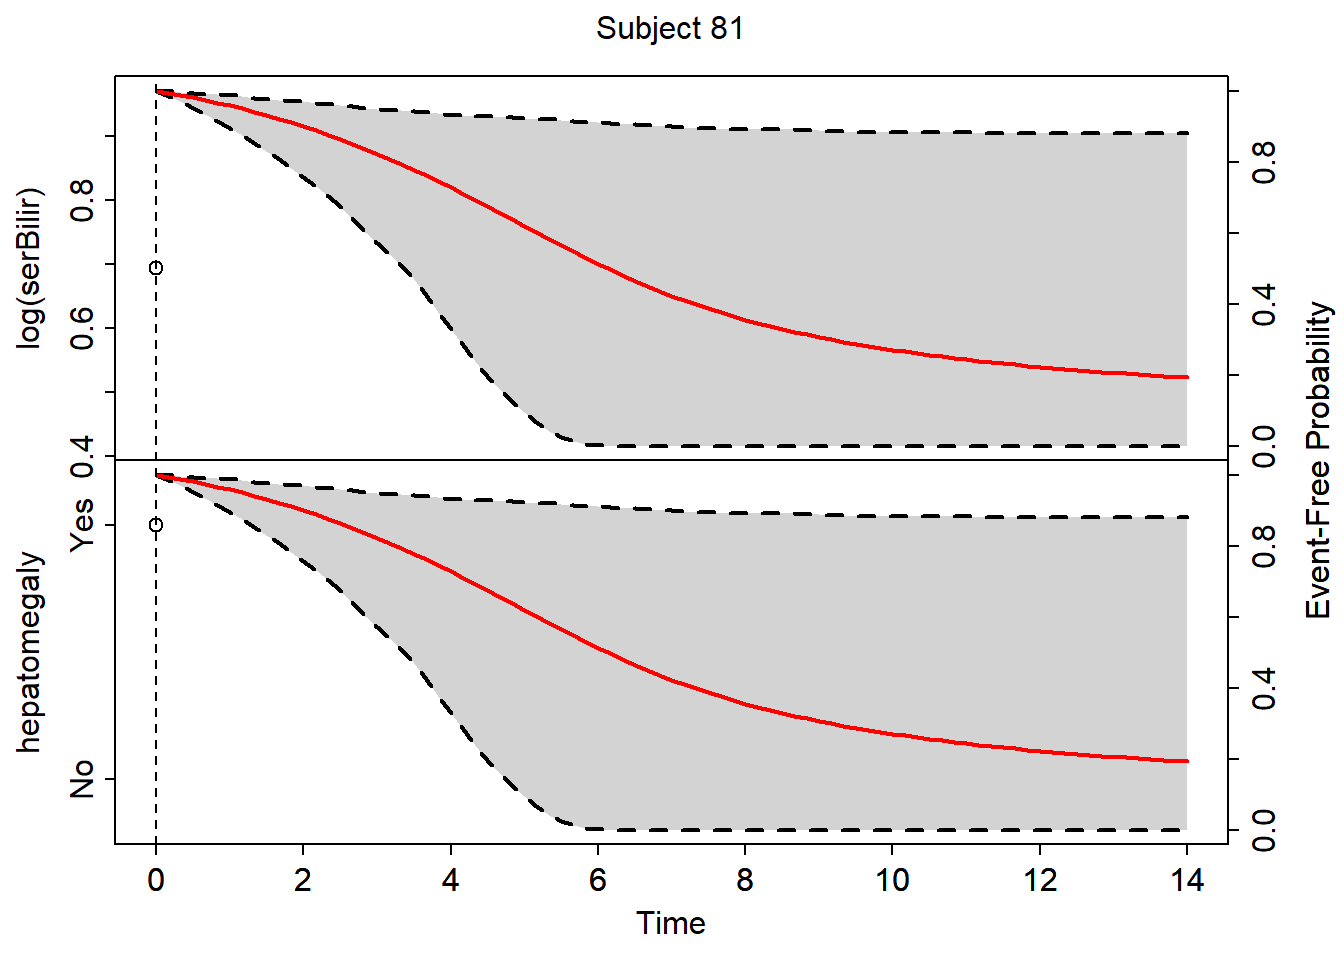 Subject 81
log(serBilir)
0.4
0.6
0.8
0.0
0.4
0.8
hepatomegaly
No
Yes
0.0
0.4
0.8
Event-Free Probability
0 2 4 6 8 10 12 14
Time